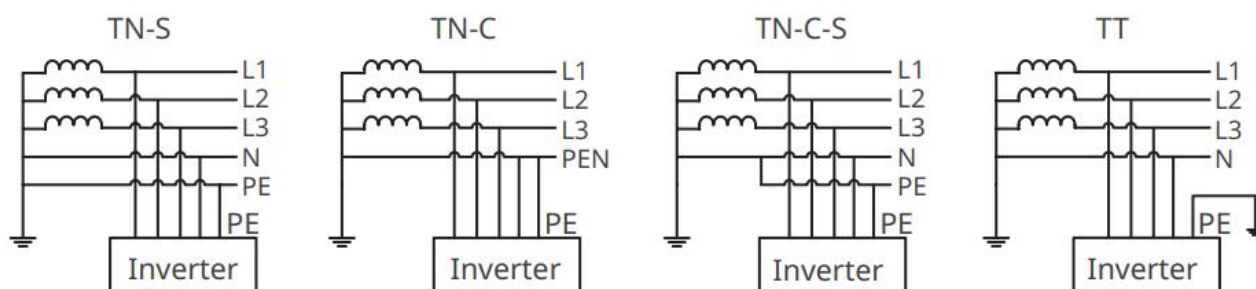 TN-S
L1
L2
L3
N
PE
PE
Inverter
TN-C
L1
L2
L3
PEN
PE
Inverter
TN-C-S
L1
L2
L3
N
PE
PE
Inverter
TT
L1
L2
L3
N
PE
Inverter